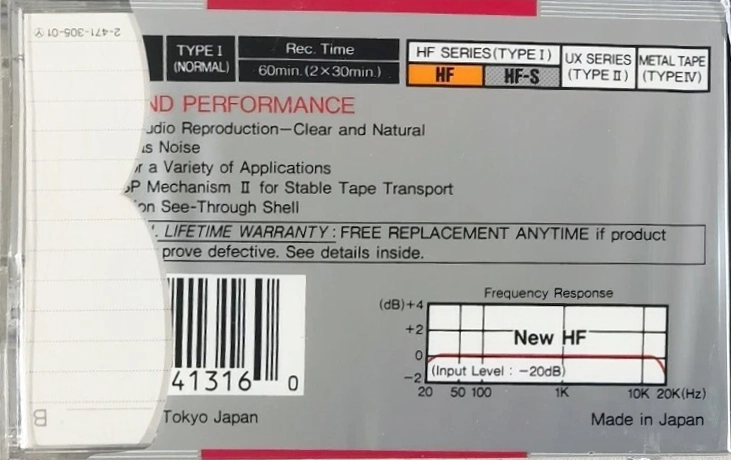 2-471-305-01
TYPE I
(NORMAL)
Rec. Time
60min. (2×30min.)
HF SERIES (TYPE I)
HF
HF-S
UX SERIES
(TYPE II)
METAL TAPE
(TYPE IV)
ND PERFORMANCE
udio Reproduction—Clear and Natural
s Noise
r a Variety of Applications
SP Mechanism II for Stable Tape Transport
on See-Through Shell
. LIFETIME WARRANTY: FREE REPLACEMENT ANYTIME if product
prove defective. See details inside.
41316 0
Frequency Response
(dB) +4
+2
0
-2
New HF
(Input Level : -20dB)
20 50 100 1K 10K 20K(Hz)
B
Tokyo Japan
Made in Japan